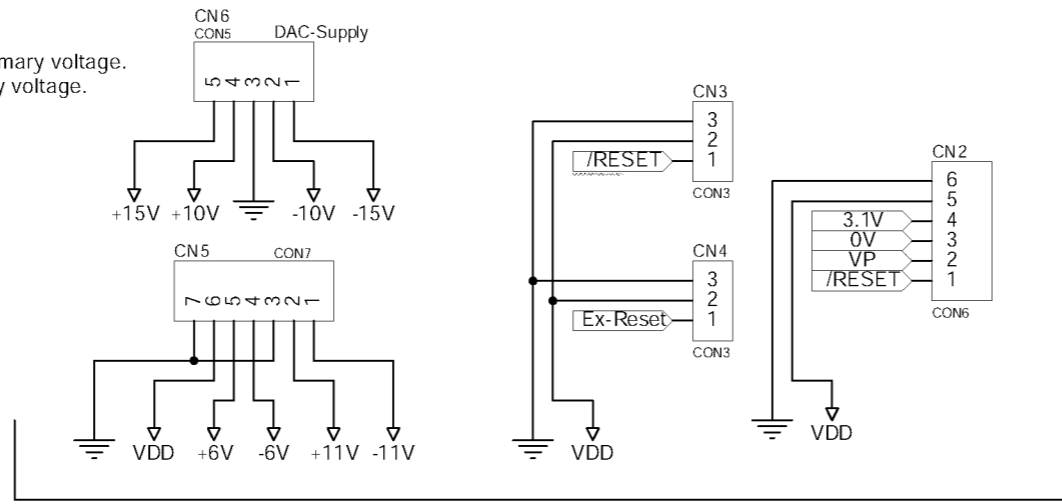 CN6
CON5 DAC-Supply
mary voltage.
y voltage.
5 4 3 2 1
+15V +10V -10V -15V
CN5 CON7
7 6 5 4 3 2 1
VDD +6V -6V +11V -11V
CN3
3
2
/RESET 1
CON3
CN4
3
2
Ex-Reset 1
CON3
VDD
CN2
6
5
3.1V 4
0V 3
VP 2
/RESET 1
CON6
VDD